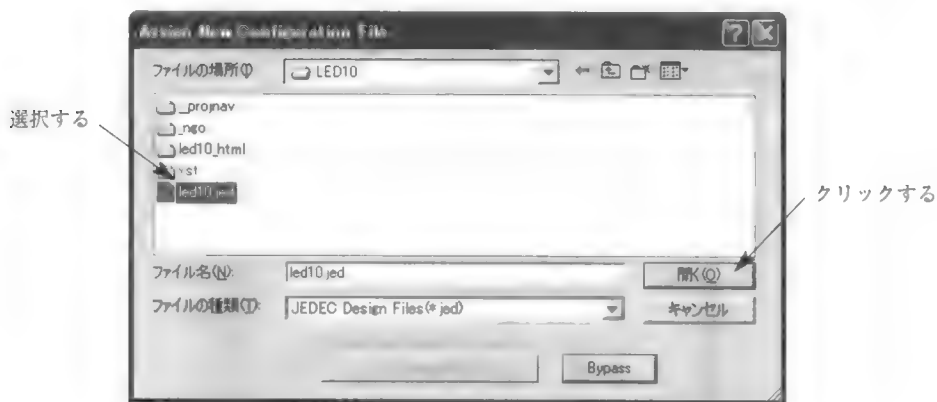 Assign New Configuration File
ファイルの場所(I)
LED10
_projnav
_ngo
led10_html
xst
led10.jed
選択する
クリックする
ファイル名(N):
led10.jed
開く(O)
ファイルの種類(T):
JEDEC Design Files(*.jed)
キャンセル
Bypass